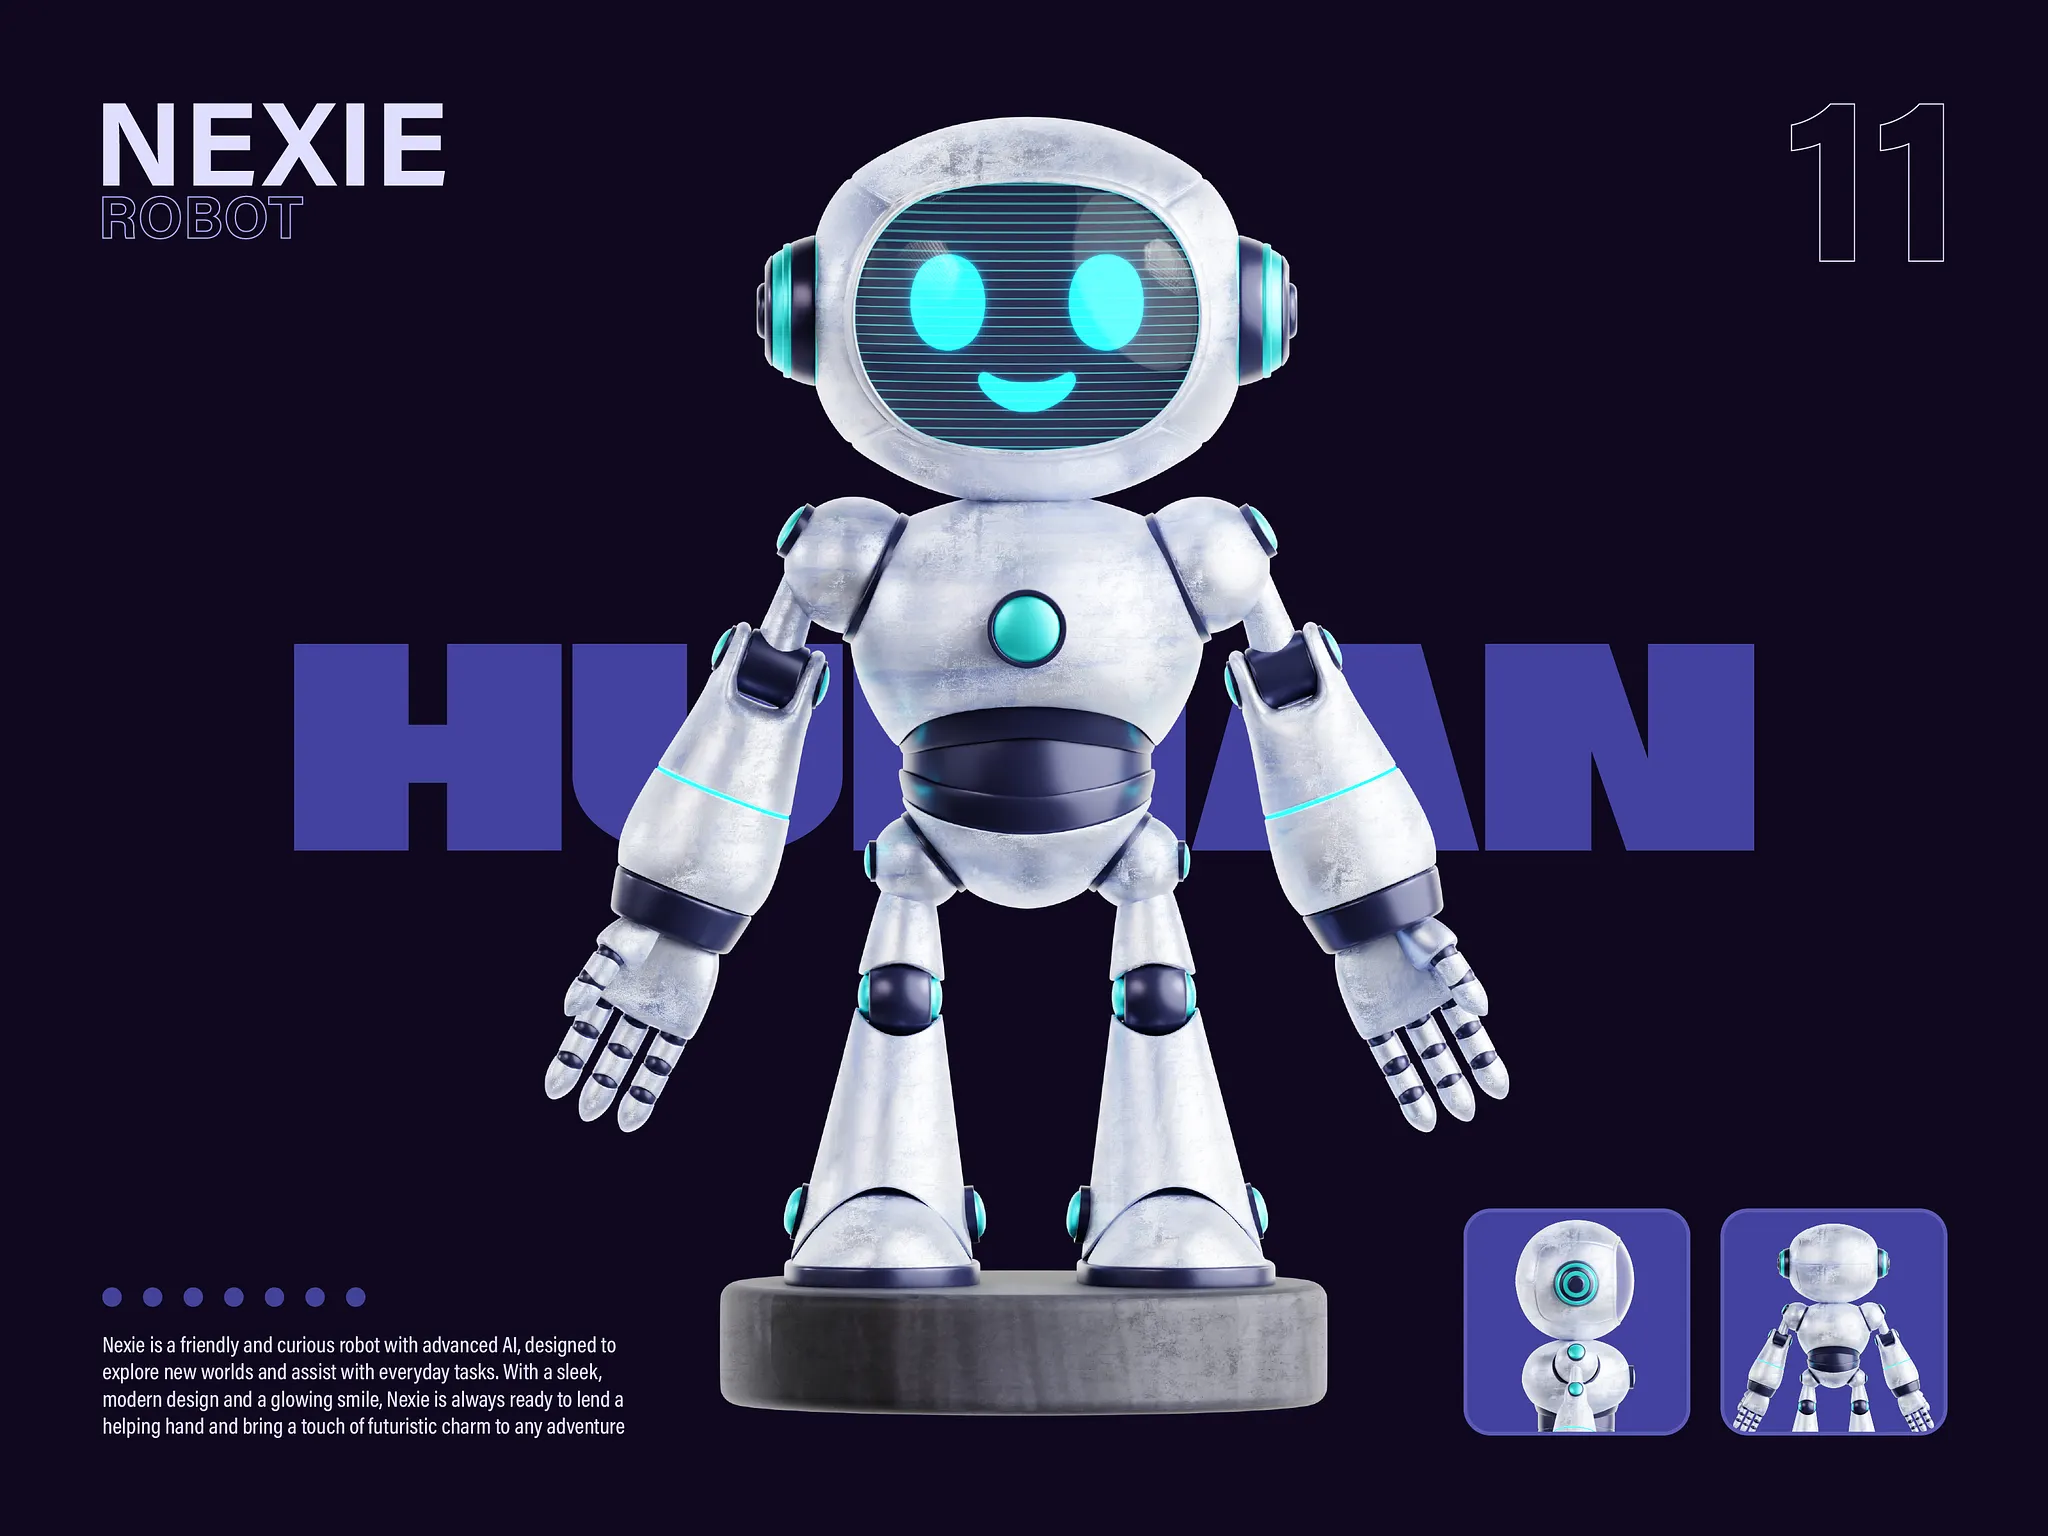 NEXIE
ROBOT
11
HUMAN
Nexie is a friendly and curious robot with advanced AI, designed to
explore new worlds and assist with everyday tasks. With a sleek,
modern design and a glowing smile, Nexie is always ready to lend a
helping hand and bring a touch of futuristic charm to any adventure